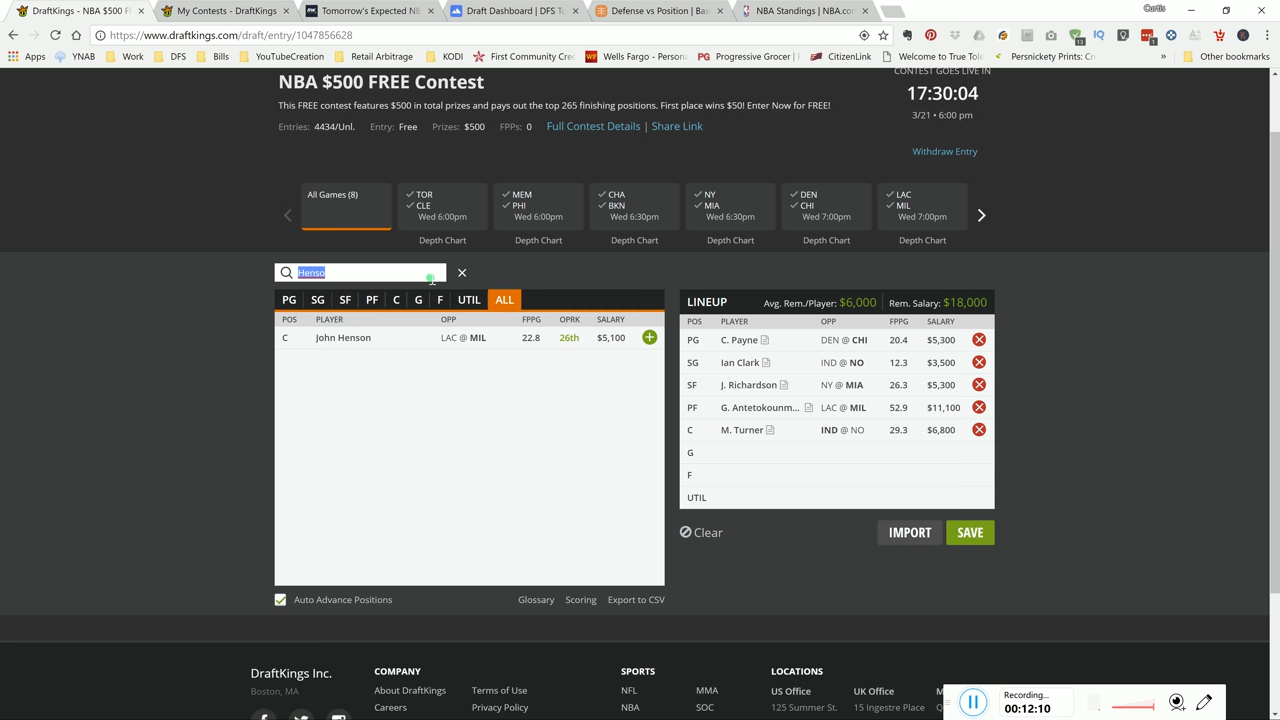 DraftKings - NBA $500 F
My Contests - DraftKings
Tomorrow's Expected NB
Draft Dashboard | DFS To
Defense vs Position | Bas
NBA Standings | NBA.co
Curtis
https://www.draftkings.com/draft/entry/1047856628
Apps YNAB Work DFS Bills YouTubeCreation Retail Arbitrage KODI First Community Cre Wells Fargo - Persona PG Progressive Grocer | CitizenLink Welcome to True Tole Persnickety Prints: Cr » Other bookmarks
NBA $500 FREE Contest
CONTEST GOES LIVE IN
This FREE contest features $500 in total prizes and pays out the top 265 finishing positions. First place wins $50! Enter Now for FREE!
17:30:04
Entries: 4434/Unl. Entry: Free Prizes: $500 FPPs: 0 Full Contest Details | Share Link
3/21 • 6:00 pm
Withdraw Entry
All Games (8)
TOR
CLE
Wed 6:00pm
Depth Chart
MEM
PHI
Wed 6:00pm
Depth Chart
CHA
BKN
Wed 6:30pm
Depth Chart
NY
MIA
Wed 6:30pm
Depth Chart
DEN
CHI
Wed 7:00pm
Depth Chart
LAC
MIL
Wed 7:00pm
Depth Chart
Henso
PG SG SF PF C G F UTIL ALL
POS PLAYER OPP FPPG OPRK SALARY
C John Henson LAC @ MIL 22.8 26th $5,100
LINEUP Avg. Rem./Player: $6,000 Rem. Salary: $18,000
POS PLAYER OPP FPPG SALARY
PG C. Payne DEN @ CHI 20.4 $5,300
SG Ian Clark IND @ NO 12.3 $3,500
SF J. Richardson NY @ MIA 26.3 $5,300
PF G. Antetokounm... LAC @ MIL 52.9 $11,100
C M. Turner IND @ NO 29.3 $6,800
G
F
UTIL
Clear IMPORT SAVE
Auto Advance Positions Glossary Scoring Export to CSV
DraftKings Inc.
Boston, MA
COMPANY
About DraftKings Terms of Use
Careers Privacy Policy
SPORTS
NFL MMA
NBA SOC
LOCATIONS
US Office UK Office
125 Summer St. 15 Ingestre Place
Recording...
00:12:10